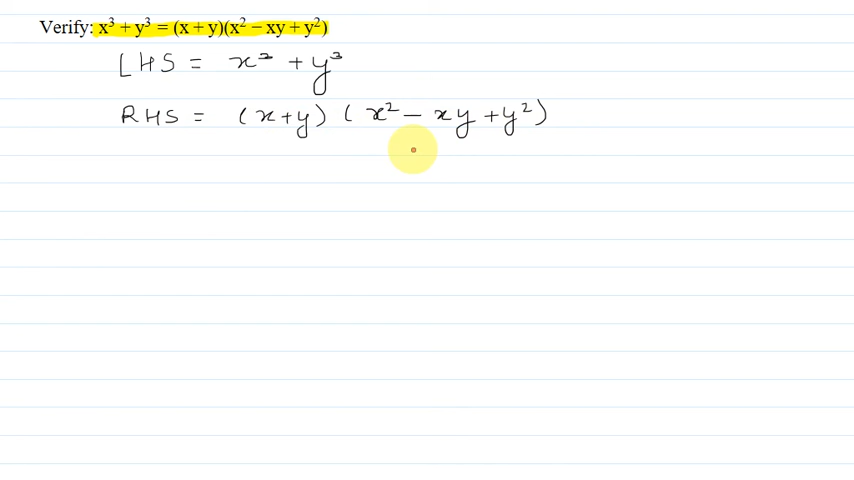 Verify: x³ + y³ = (x + y)(x² − xy + y²)
LHS = x³ + y³
RHS = (x+y) (x² − xy + y²)